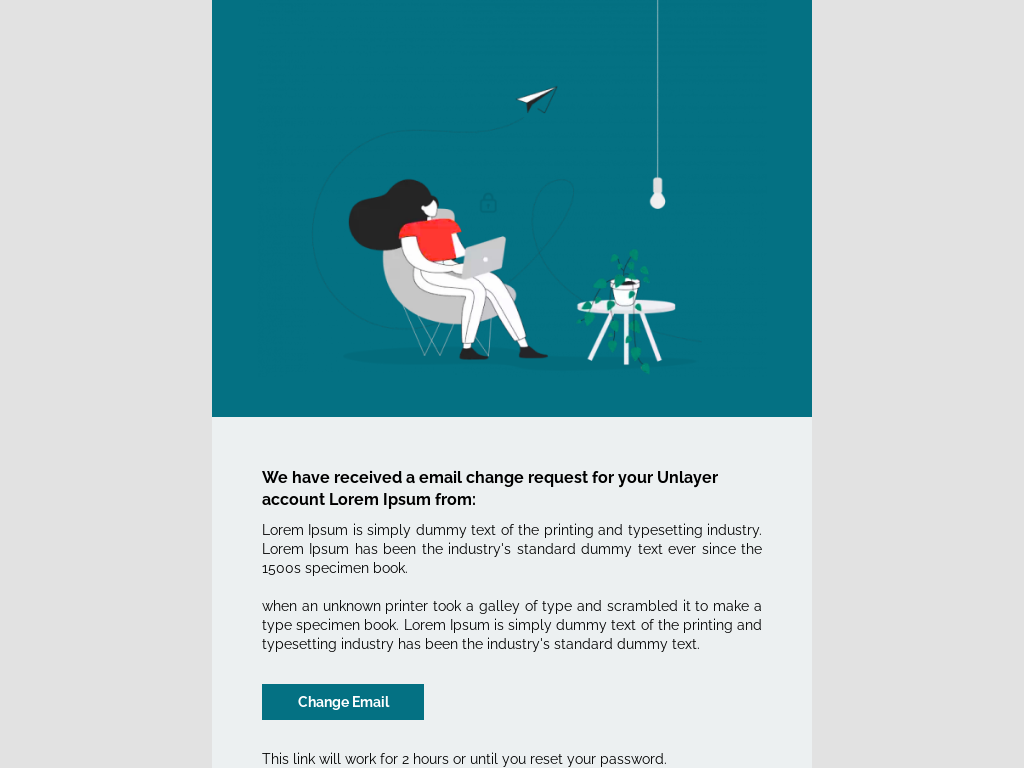 We have received a email change request for your Unlayer
account Lorem Ipsum from:
Lorem Ipsum is simply dummy text of the printing and typesetting industry.
Lorem Ipsum has been the industry's standard dummy text ever since the
1500s specimen book.
when an unknown printer took a galley of type and scrambled it to make a
type specimen book. Lorem Ipsum is simply dummy text of the printing and
typesetting industry has been the industry's standard dummy text.
Change Email
This link will work for 2 hours or until you reset your password.